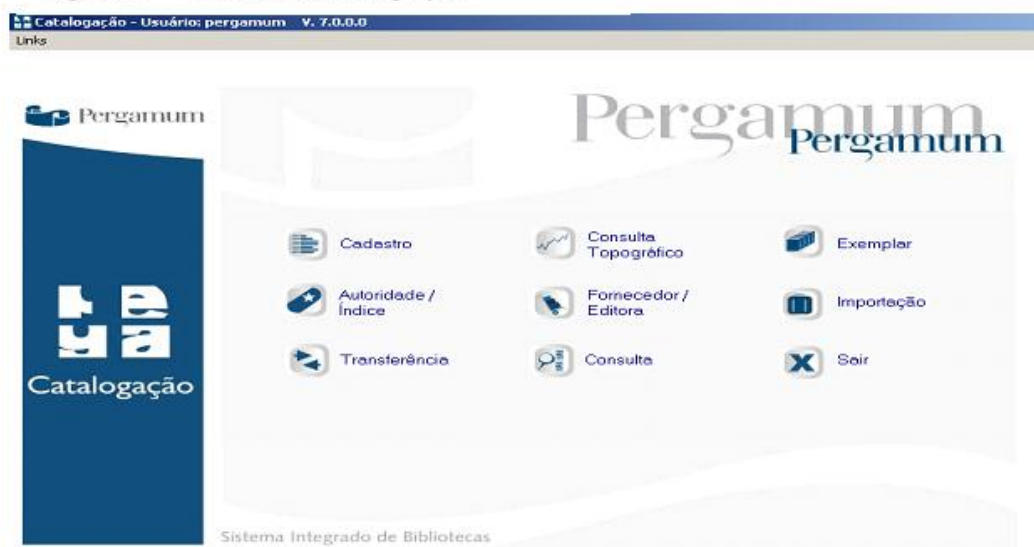 Catalogação - Usuário: pergamum V. 7.0.0.0
Links
Pergamum
Pergamum
Pergamum
Cadastro
Consulta
Topográfico
Exemplar
Autoridade /
Índice
Fornecedor /
Editora
Importação
Transferência
Consulta
Sair
Catalogação
Sistema Integrado de Bibliotecas